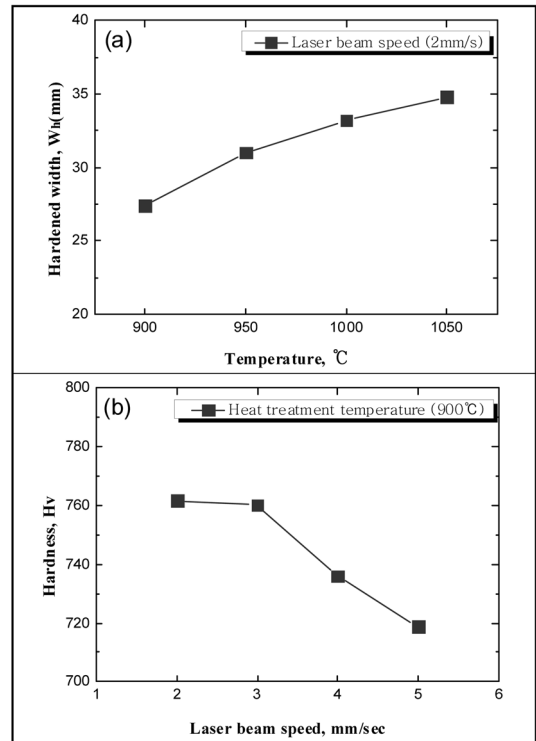 (a)
Laser beam speed (2mm/s)
40
35
30
25
20
Hardened width, Wh(mm)
900 950 1000 1050
Temperature, ℃
(b)
Heat treatment temperature (900℃)
800
780
760
740
720
700
Hardness, Hv
1 2 3 4 5 6
Laser beam speed, mm/sec